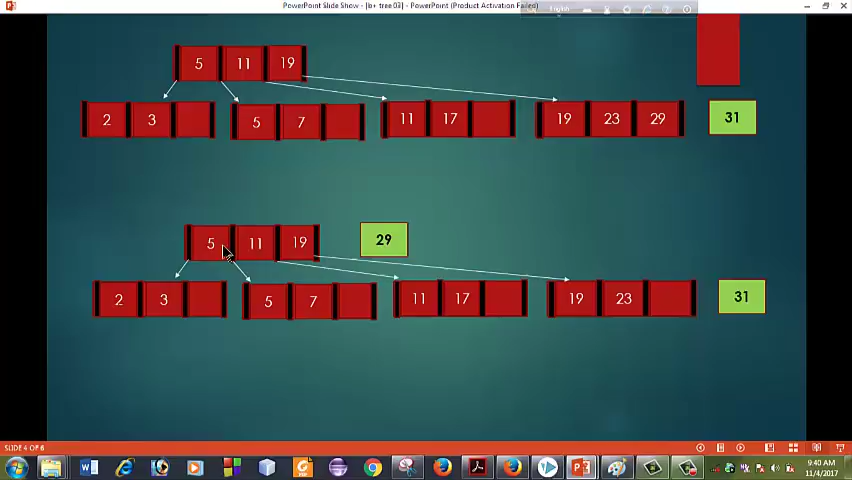 PowerPoint Slide Show - [b+ tree 03] - PowerPoint (Product Activation Failed)
English
5 11 19
2 3
5 7
11 17
19 23 29
31
5 11 19
29
2 3
5 7
11 17
19 23
31
SLIDE 4 OF 6
9:40 AM
11/4/2017